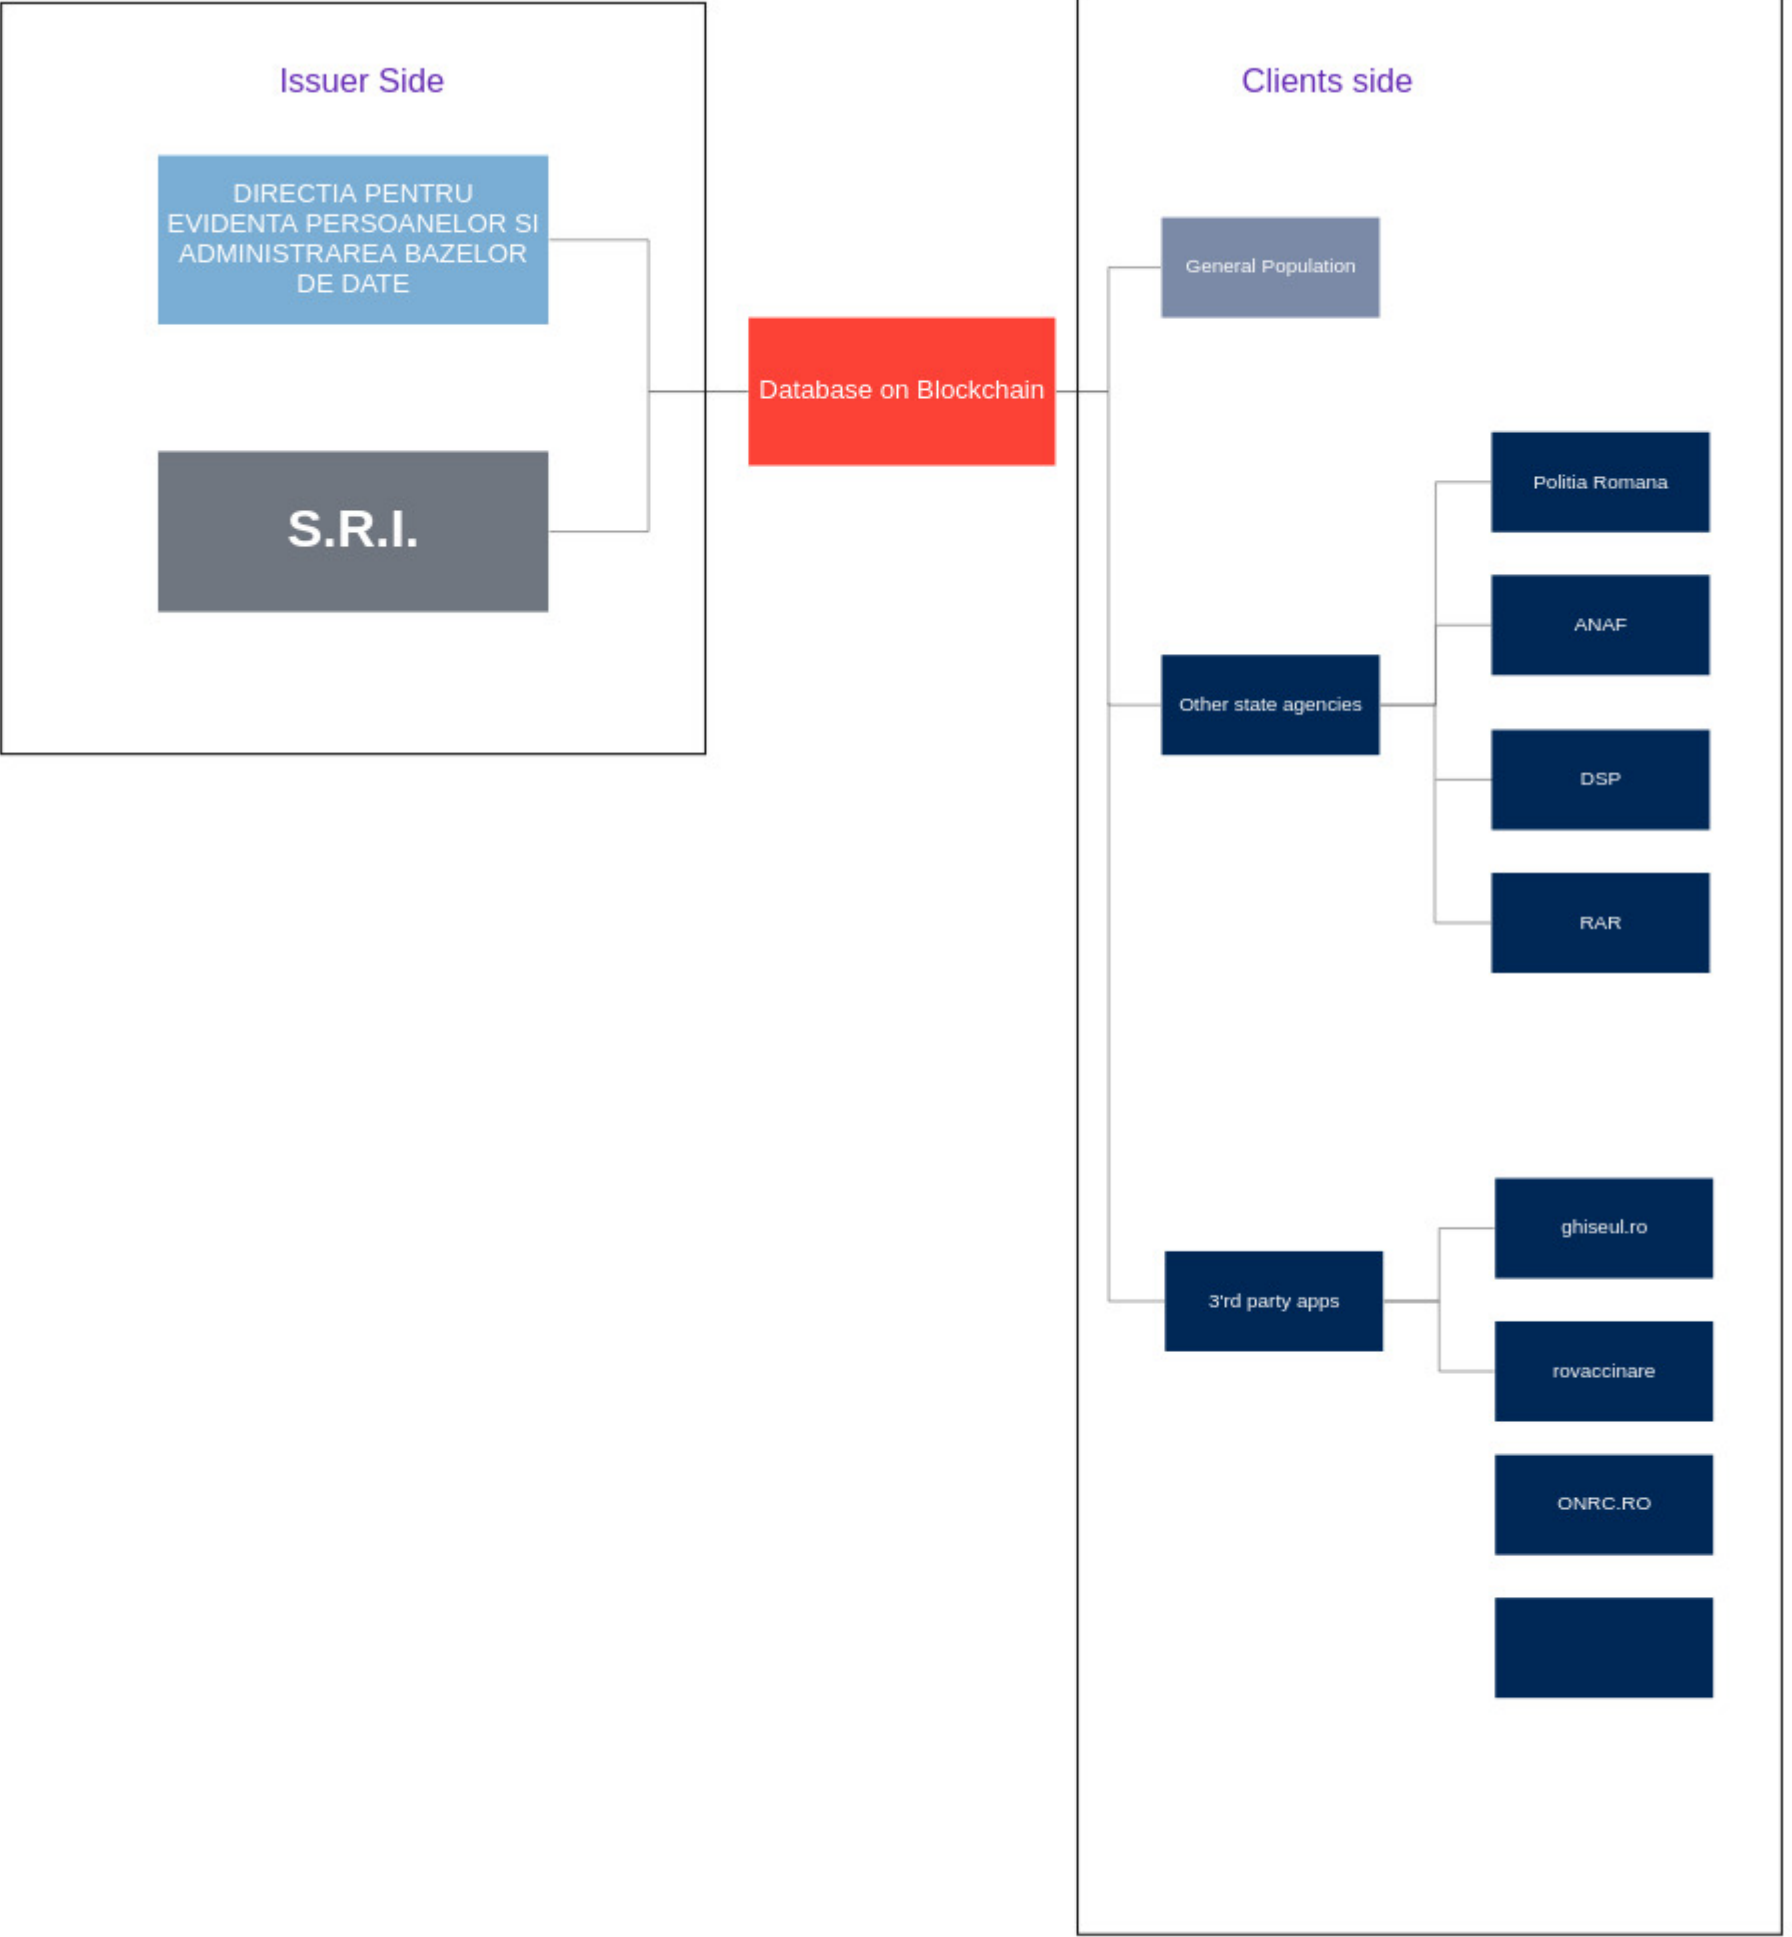 Issuer Side
DIRECTIA PENTRU
EVIDENTA PERSOANELOR SI
ADMINISTRAREA BAZELOR
DE DATE
S.R.I.
Database on Blockchain
Clients side
General Population
Other state agencies
Politia Romana
ANAF
DSP
RAR
3'rd party apps
ghiseul.ro
rovaccinare
ONRC.RO